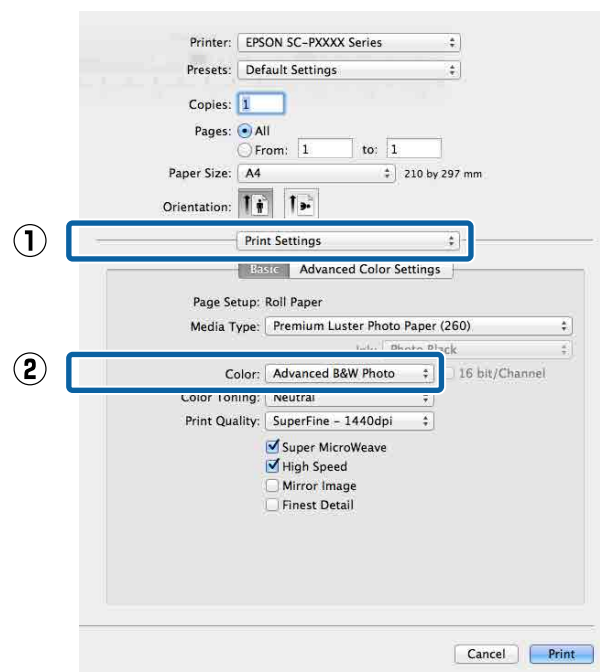 Printer: EPSON SC-PXXXX Series
Presets: Default Settings
Copies: 1
Pages: All
From: 1 to: 1
Paper Size: A4 210 by 297 mm
Orientation:
① Print Settings
Basic Advanced Color Settings
Page Setup: Roll Paper
Media Type: Premium Luster Photo Paper (260)
Ink: Photo Black
② Color: Advanced B&W Photo 16 bit/Channel
Color Toning: Neutral
Print Quality: SuperFine - 1440dpi
Super MicroWeave
High Speed
Mirror Image
Finest Detail
Cancel Print